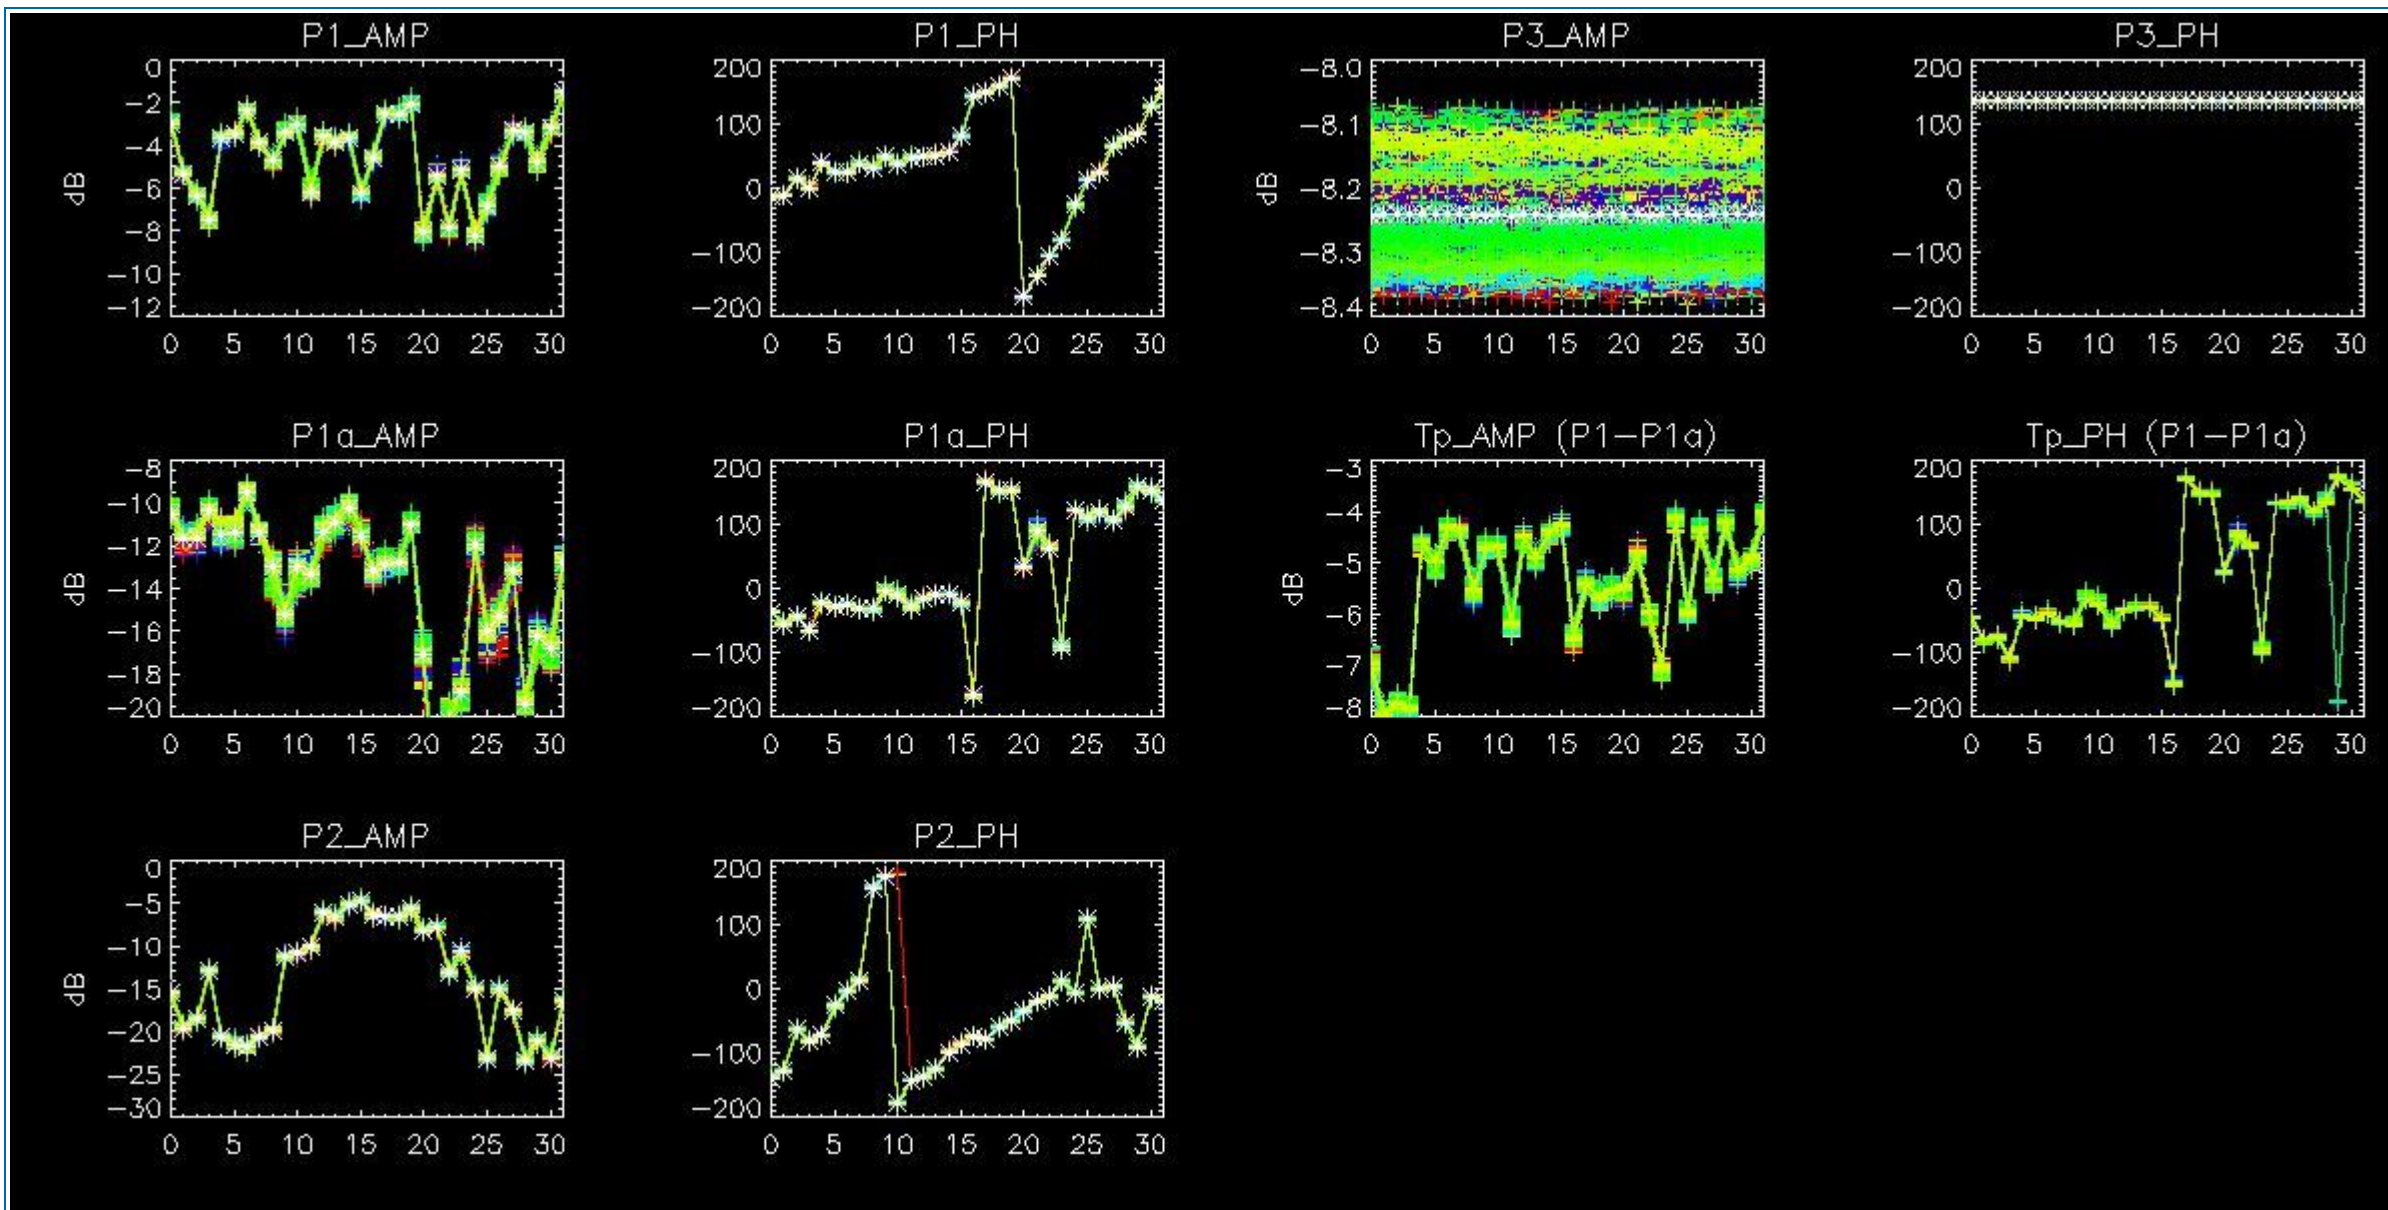 P1_AMP
P1_PH
P3_AMP
P3_PH
0
−2
−4
−6
−8
−10
−12
dB
0 5 10 15 20 25 30
200
100
0
−100
−200
0 5 10 15 20 25 30
−8.0
−8.1
−8.2
−8.3
−8.4
dB
0 5 10 15 20 25 30
200
100
0
−100
−200
0 5 10 15 20 25 30
P1a_AMP
P1a_PH
Tp_AMP (P1−P1a)
Tp_PH (P1−P1a)
−8
−10
−12
−14
−16
−18
−20
dB
0 5 10 15 20 25 30
200
100
0
−100
−200
0 5 10 15 20 25 30
−3
−4
−5
−6
−7
−8
dB
0 5 10 15 20 25 30
200
100
0
−100
−200
0 5 10 15 20 25 30
P2_AMP
P2_PH
0
−5
−10
−15
−20
−25
−30
dB
0 5 10 15 20 25 30
200
100
0
−100
−200
0 5 10 15 20 25 30